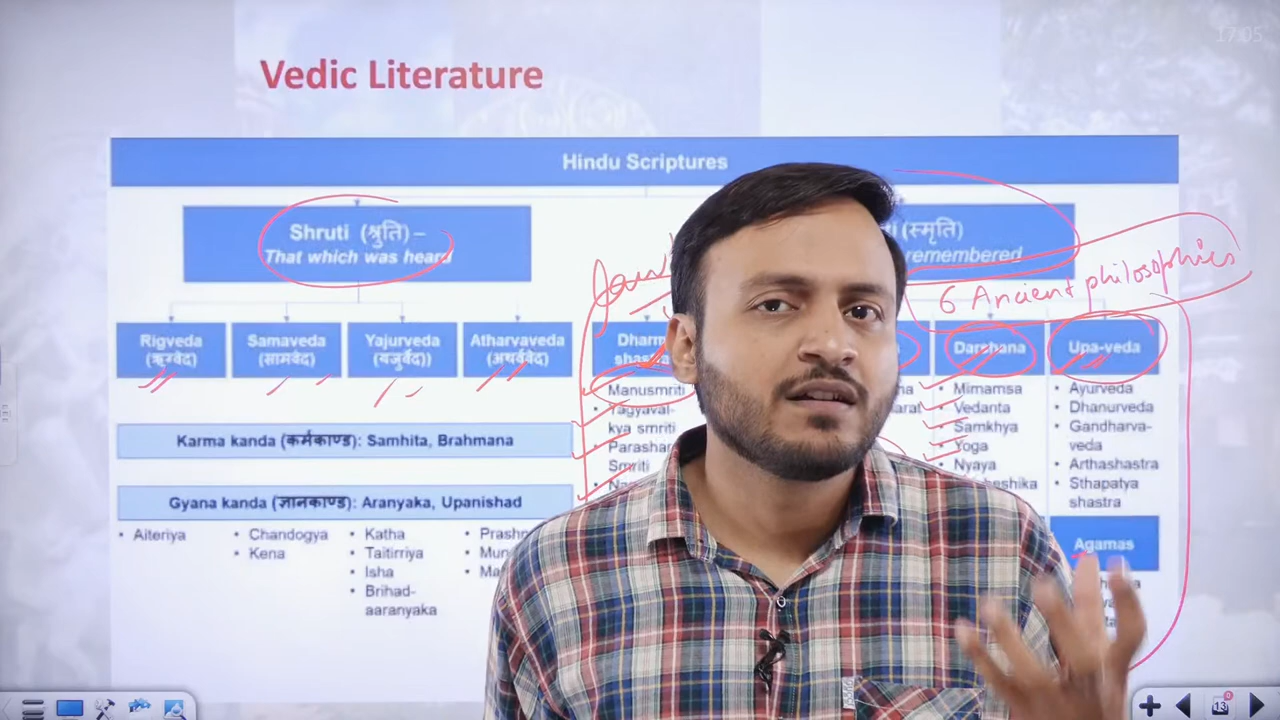 17:05
Vedic Literature
Hindu Scriptures
Shruti (श्रुति) –
That which was heard
(स्मृति)
remembered
6 Ancient philosophies
Rigveda
(ऋग्वेद)
Samaveda
(सामवेद)
Yajurveda
(यजुर्वेद))
Atharvaveda
(अथर्ववेद)
Darshana
Upa-veda
Manusmriti
Yagyaval-
kya smriti
Smriti
Mimamsa
Vedanta
Samkhya
Yoga
Nyaya
Ayurveda
Dhanurveda
Gandharva-
veda
Arthashastra
Sthapatya
shastra
Agamas
Karma kanda (कर्मकाण्ड): Samhita, Brahmana
Gyana kanda (ज्ञानकाण्ड): Aranyaka, Upanishad
Aiteriya
Chandogya
Kena
Katha
Taitirriya
Isha
Brihad-
aaranyaka
13